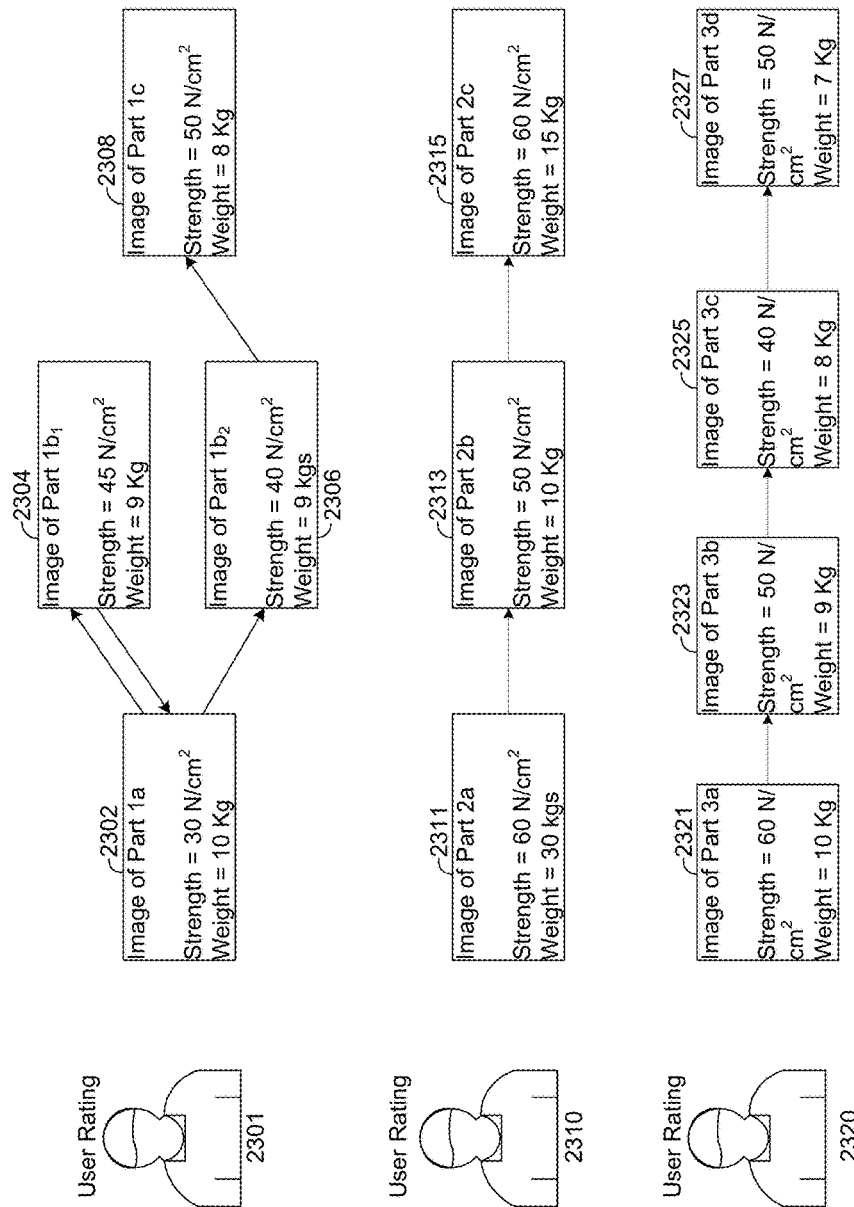 User Rating
2301
2302
Image of Part 1a
Strength = 30 N/cm²
Weight = 10 Kg
2304
Image of Part 1b₁
Strength = 45 N/cm²
Weight = 9 Kg
Image of Part 1b₂
Strength = 40 N/cm²
Weight = 9 kgs
2306
2308
Image of Part 1c
Strength = 50 N/cm²
Weight = 8 Kg
User Rating
2310
2311
Image of Part 2a
Strength = 60 N/cm²
Weight = 30 kgs
2313
Image of Part 2b
Strength = 50 N/cm²
Weight = 10 Kg
2315
Image of Part 2c
Strength = 60 N/cm²
Weight = 15 Kg
User Rating
2320
2321
Image of Part 3a
Strength = 60 N/
cm²
Weight = 10 Kg
2323
Image of Part 3b
Strength = 50 N/
cm²
Weight = 9 Kg
2325
Image of Part 3c
Strength = 40 N/
cm²
Weight = 8 Kg
2327
Image of Part 3d
Strength = 50 N/
cm²
Weight = 7 Kg